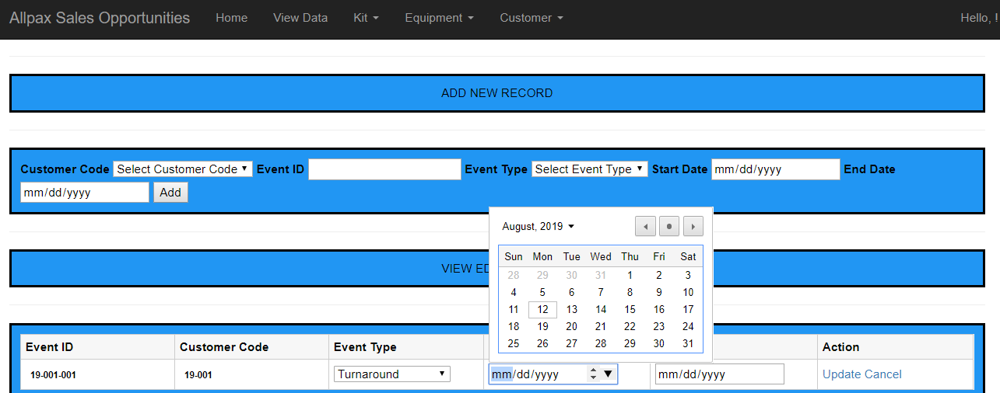 Allpax Sales Opportunities Home View Data Kit Equipment Customer Hello, !
ADD NEW RECORD
Customer Code Select Customer Code Event ID Event Type Select Event Type Start Date mm/dd/yyyy End Date
mm/dd/yyyy Add
August, 2019
Sun Mon Tue Wed Thu Fri Sat
28 29 30 31 1 2 3
4 5 6 7 8 9 10
11 12 13 14 15 16 17
18 19 20 21 22 23 24
25 26 27 28 29 30 31
VIEW
Event ID Customer Code Event Type Action
19-001-001 19-001 Turnaround mm/dd/yyyy mm/dd/yyyy Update Cancel